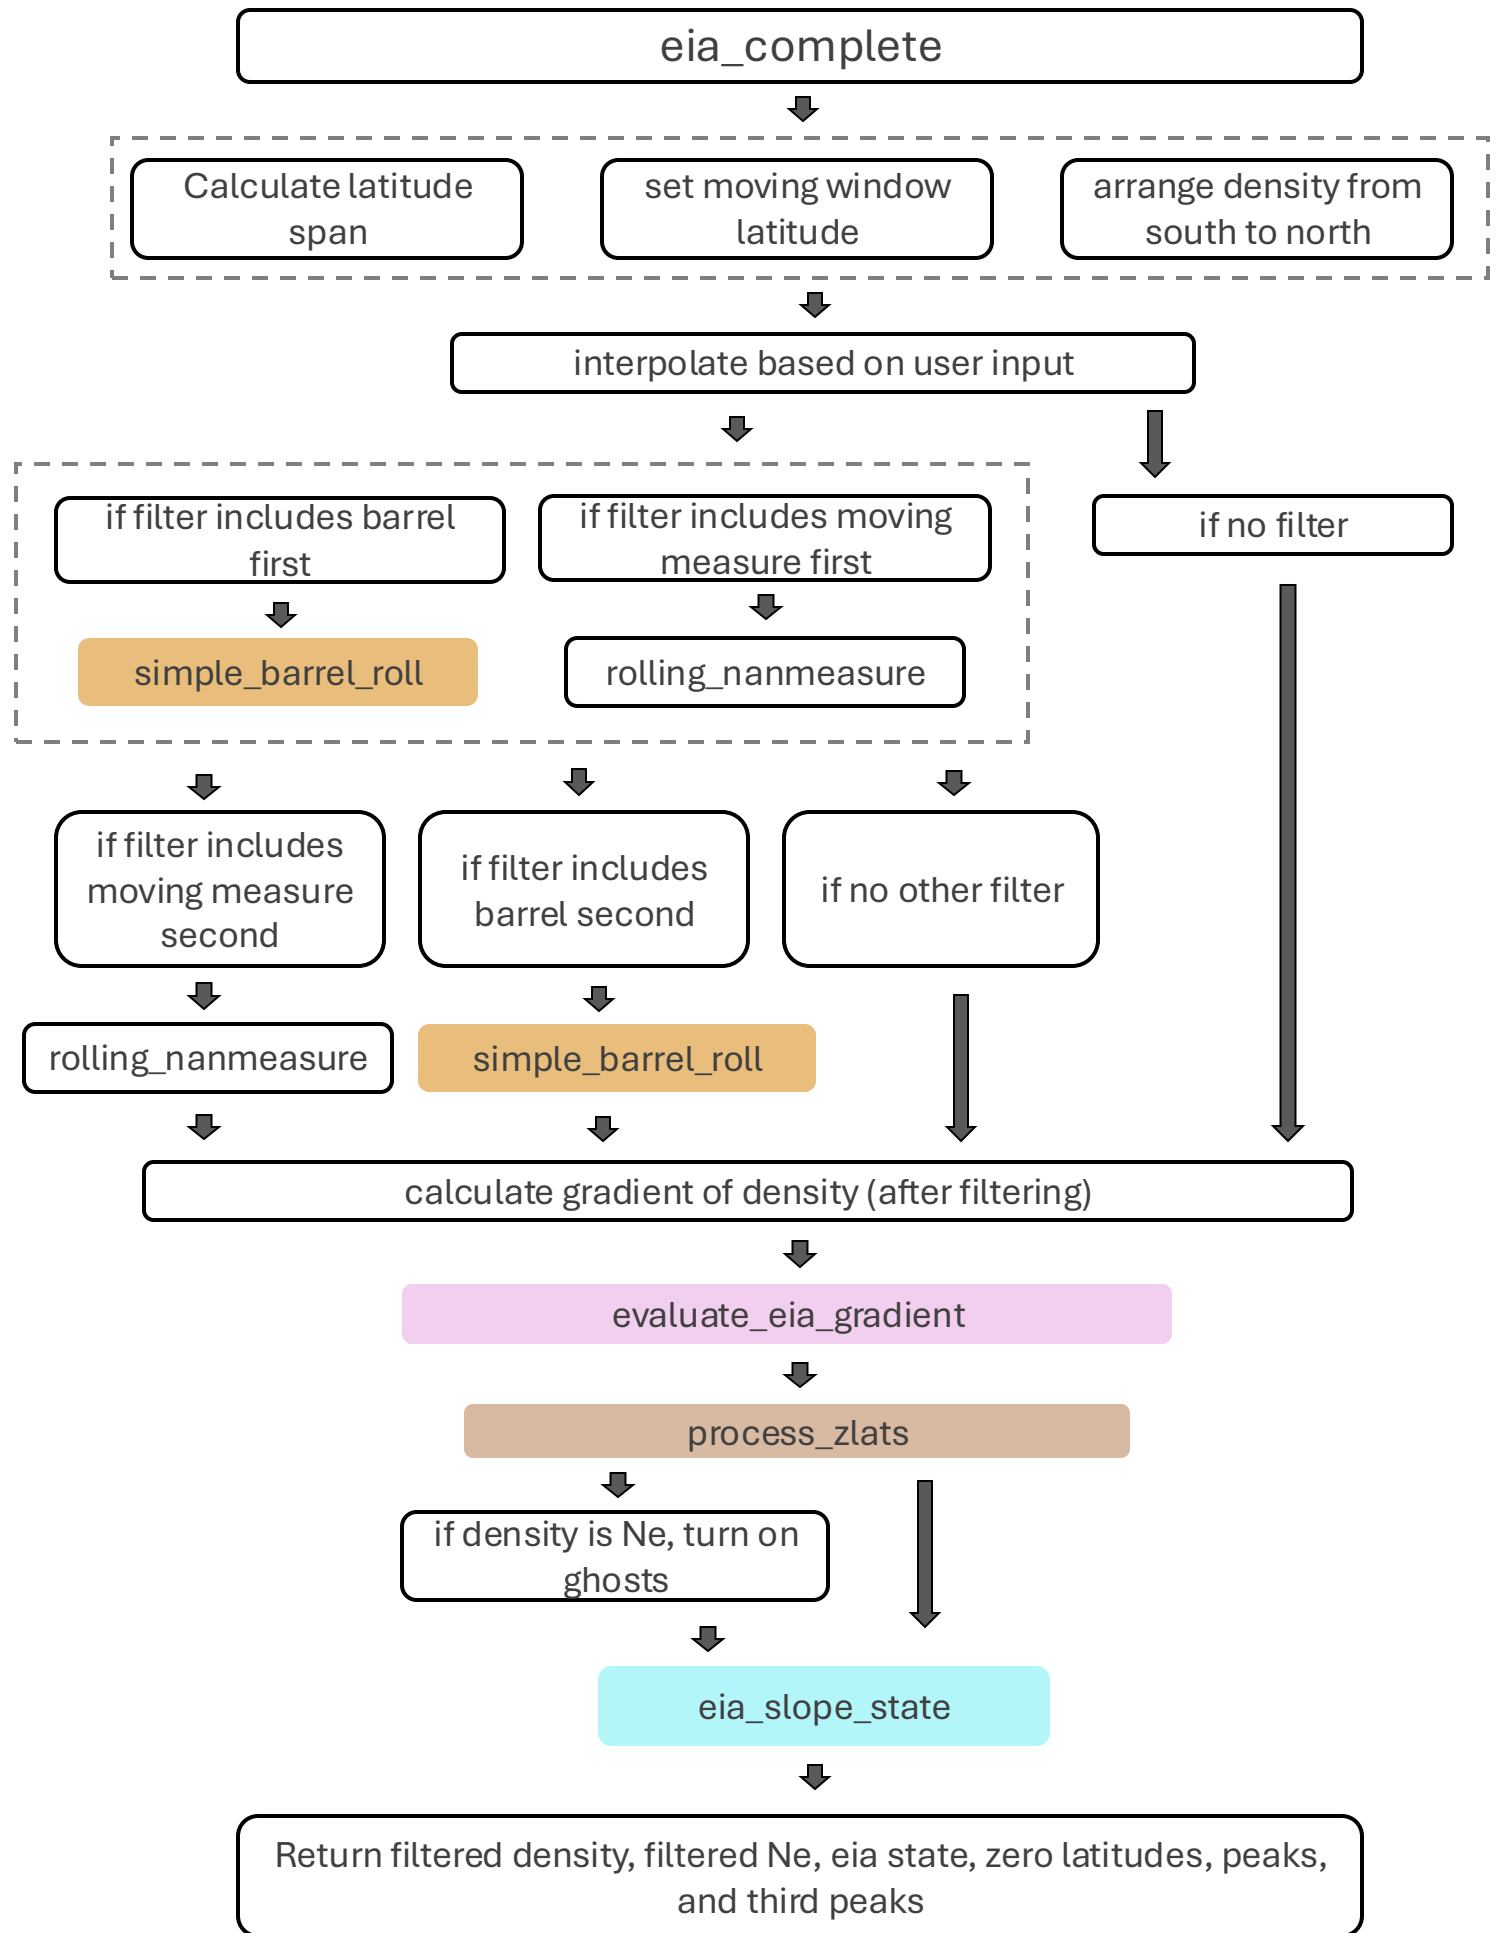 eia_complete
Calculate latitude
span
set moving window
latitude
arrange density from
south to north
interpolate based on user input
if filter includes barrel
first
if filter includes moving
measure first
if no filter
simple_barrel_roll
rolling_nanmeasure
if filter includes
moving measure
second
if filter includes
barrel second
if no other filter
rolling_nanmeasure
simple_barrel_roll
calculate gradient of density (after filtering)
evaluate_eia_gradient
process_zlats
if density is Ne, turn on
ghosts
eia_slope_state
Return filtered density, filtered Ne, eia state, zero latitudes, peaks,
and third peaks